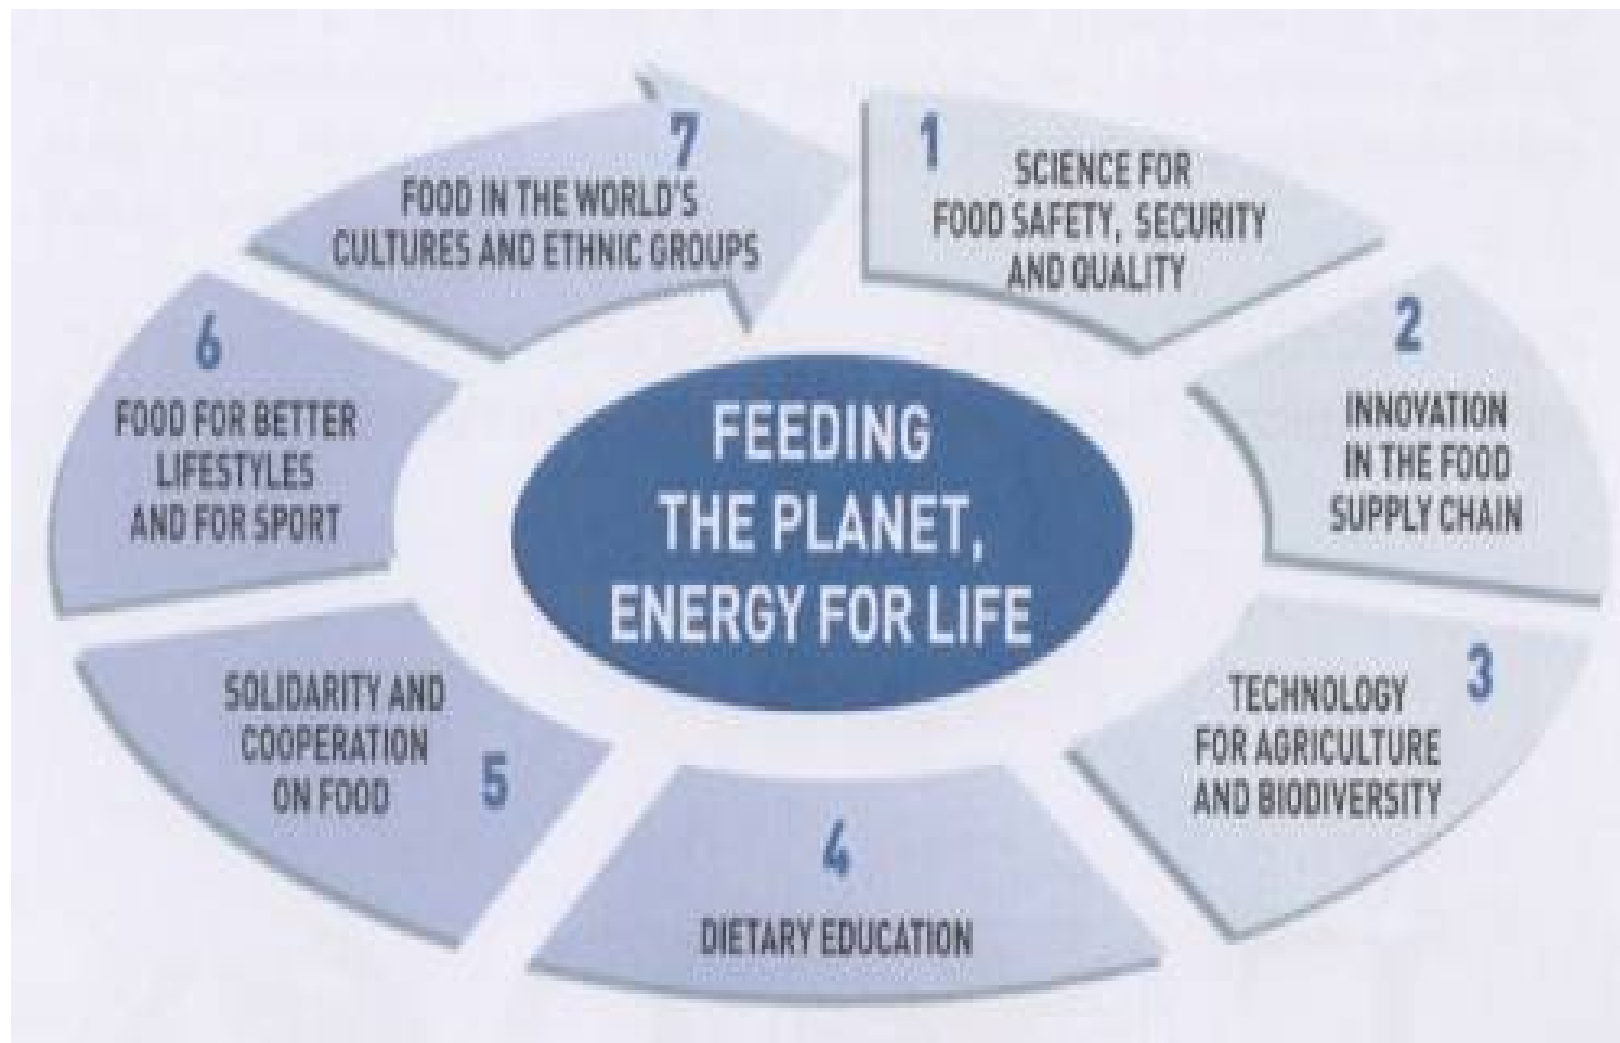 1
SCIENCE FOR
FOOD SAFETY, SECURITY
AND QUALITY
2
INNOVATION
IN THE FOOD
SUPPLY CHAIN
3
TECHNOLOGY
FOR AGRICULTURE
AND BIODIVERSITY
4
DIETARY EDUCATION
5
SOLIDARITY AND
COOPERATION
ON FOOD
6
FOOD FOR BETTER
LIFESTYLES
AND FOR SPORT
7
FOOD IN THE WORLD'S
CULTURES AND ETHNIC GROUPS
FEEDING
THE PLANET,
ENERGY FOR LIFE